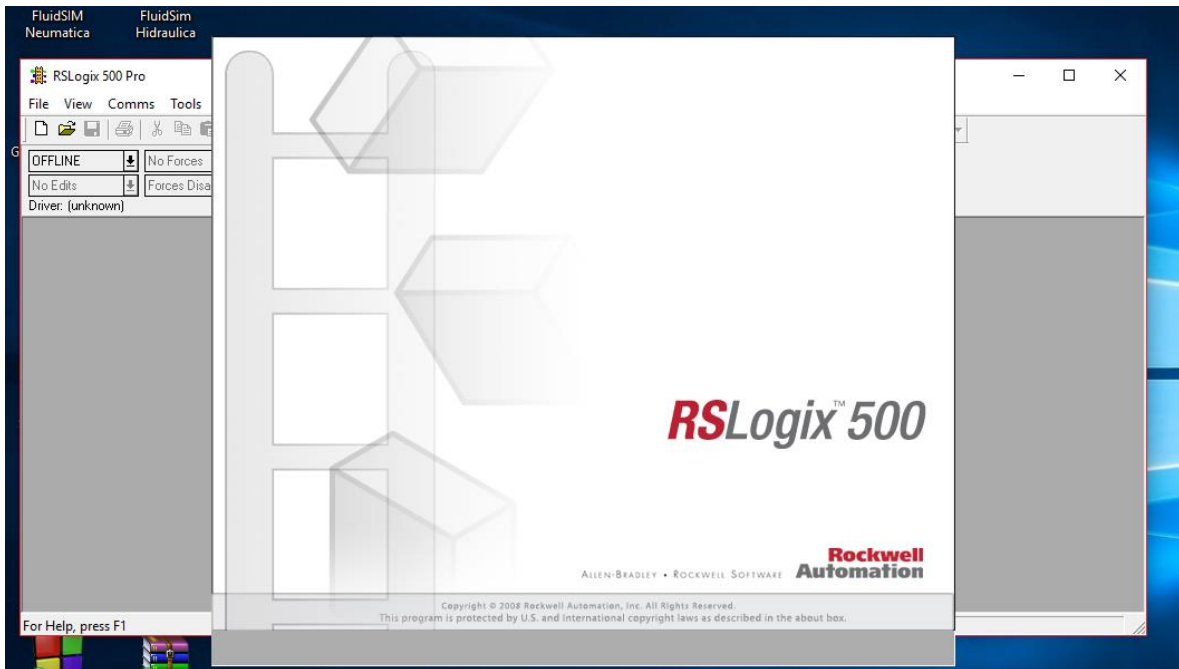 FluidSIM
Neumatica
FluidSim
Hidraulica
RSLogix 500 Pro
File View Comms Tools
G
OFFLINE
No Forces
No Edits
Forces Disa
Driver: (unknown)
RSLogix™ 500
Rockwell
Automation
ALLEN-BRADLEY • ROCKWELL SOFTWARE
Copyright © 2008 Rockwell Automation, Inc. All Rights Reserved.
This program is protected by U.S. and International copyright laws as described in the about box.
For Help, press F1